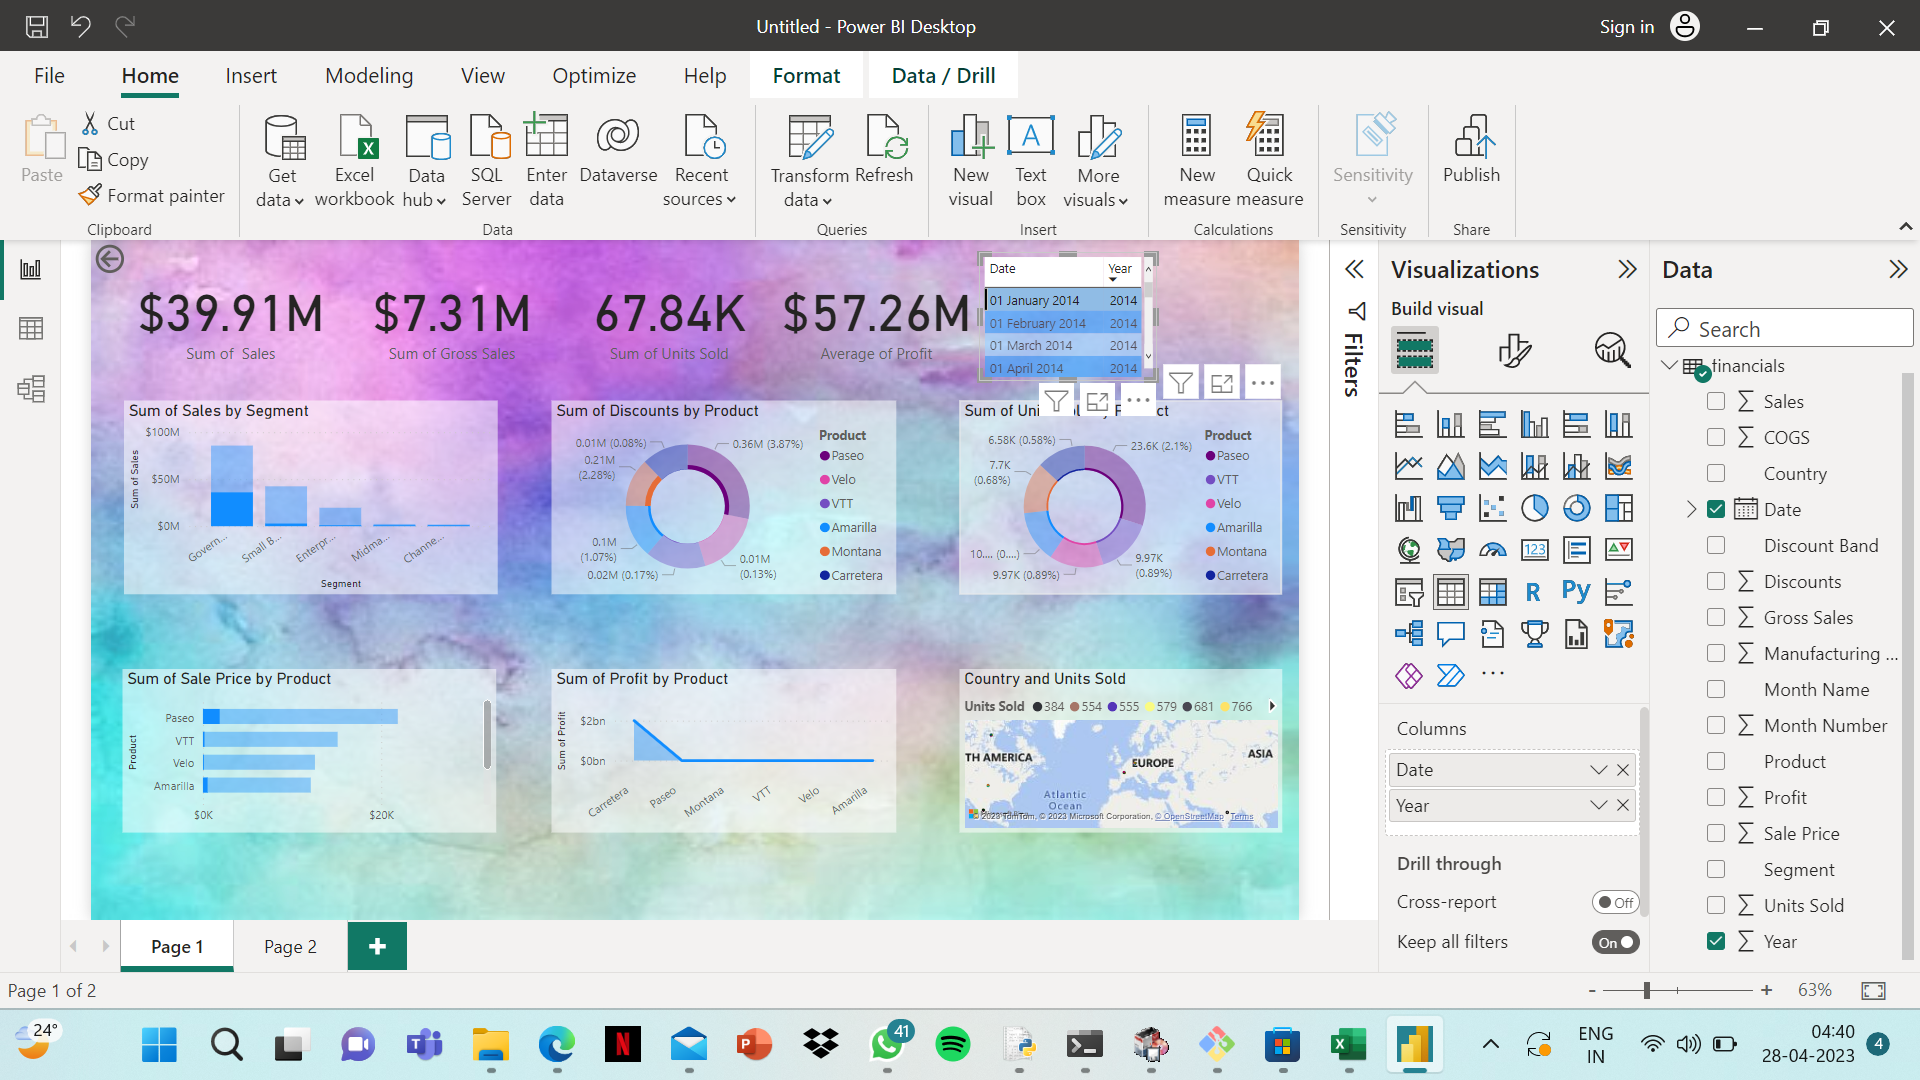 Untitled - Power BI Desktop
Sign in
File
Home
Insert
Modeling
View
Optimize
Help
Format
Data / Drill
Paste
Cut
Copy
Format painter
Clipboard
Get data
Excel workbook
Data hub
SQL Server
Enter data
Dataverse
Recent sources
Data
Transform data
Refresh
Queries
New visual
Text box
More visuals
Insert
New measure
Quick measure
Calculations
Sensitivity
Sensitivity
Publish
Share
$39.91M
Sum of Sales
$7.31M
Sum of Gross Sales
67.84K
Sum of Units Sold
$57.26M
Average of Profit
Date Year
01 January 2014 2014
01 February 2014 2014
01 March 2014 2014
01 April 2014 2014
Sum of Sales by Segment
Sum of Sales
$100M
$50M
$0M
Govern...
Small B...
Enterpr...
Midma...
Channe...
Segment
Sum of Discounts by Product
0.01M (0.08%)
0.36M (3.87%)
0.21M
(2.28%)
0.1M
(1.07%)
0.02M (0.17%)
0.01M
(0.13%)
Product
Paseo
Velo
VTT
Amarilla
Montana
Carretera
6.58K (0.58%)
23.6K (2.1%)
7.7K
(0.68%)
10.... (0....)
9.97K (0.89%)
9.97K
(0.89%)
Product
Paseo
VTT
Velo
Amarilla
Montana
Carretera
Sum of Sale Price by Product
Product
Paseo
VTT
Velo
Amarilla
$0K
$20K
Sum of Profit by Product
Sum of Profit
$2bn
$0bn
Carretera
Paseo
Montana
VTT
Velo
Amarilla
Country and Units Sold
Units Sold 384 554 555 579 681 766
TH AMERICA
EUROPE
ASIA
Atlantic
Ocean
© 2023 TomTom, © 2023 Microsoft Corporation, © OpenStreetMap Terms
Filters
Visualizations
Build visual
123
R
Py
Columns
Date
Year
Drill through
Cross-report
Off
Keep all filters
On
Data
Search
financials
Sales
COGS
Country
Date
Discount Band
Discounts
Gross Sales
Manufacturing ...
Month Name
Month Number
Product
Profit
Sale Price
Segment
Units Sold
Year
Page 1
Page 2
Page 1 of 2
63%
24°
41
ENG
IN
04:40
28-04-2023
4